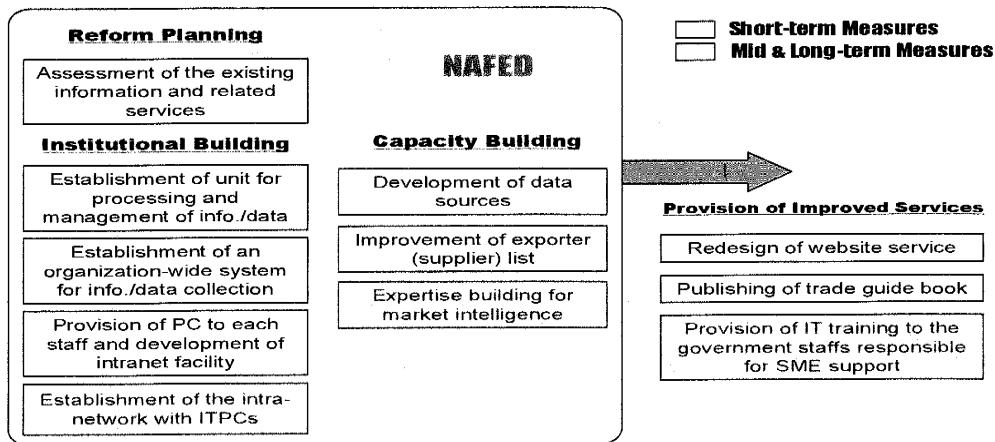 Reform Planning
Assessment of the existing
information and related
services
NAFED
Short-term Measures
Mid & Long-term Measures
Institutional Building
Establishment of unit for
processing and
management of info./data
Establishment of an
organization-wide system
for info./data collection
Provision of PC to each
staff and development of
intranet facility
Establishment of the intra-
network with ITPCs
Capacity Building
Development of data
sources
Improvement of exporter
(supplier) list
Expertise building for
market intelligence
Provision of Improved Services
Redesign of website service
Publishing of trade guide book
Provision of IT training to the
government staffs responsible
for SME support